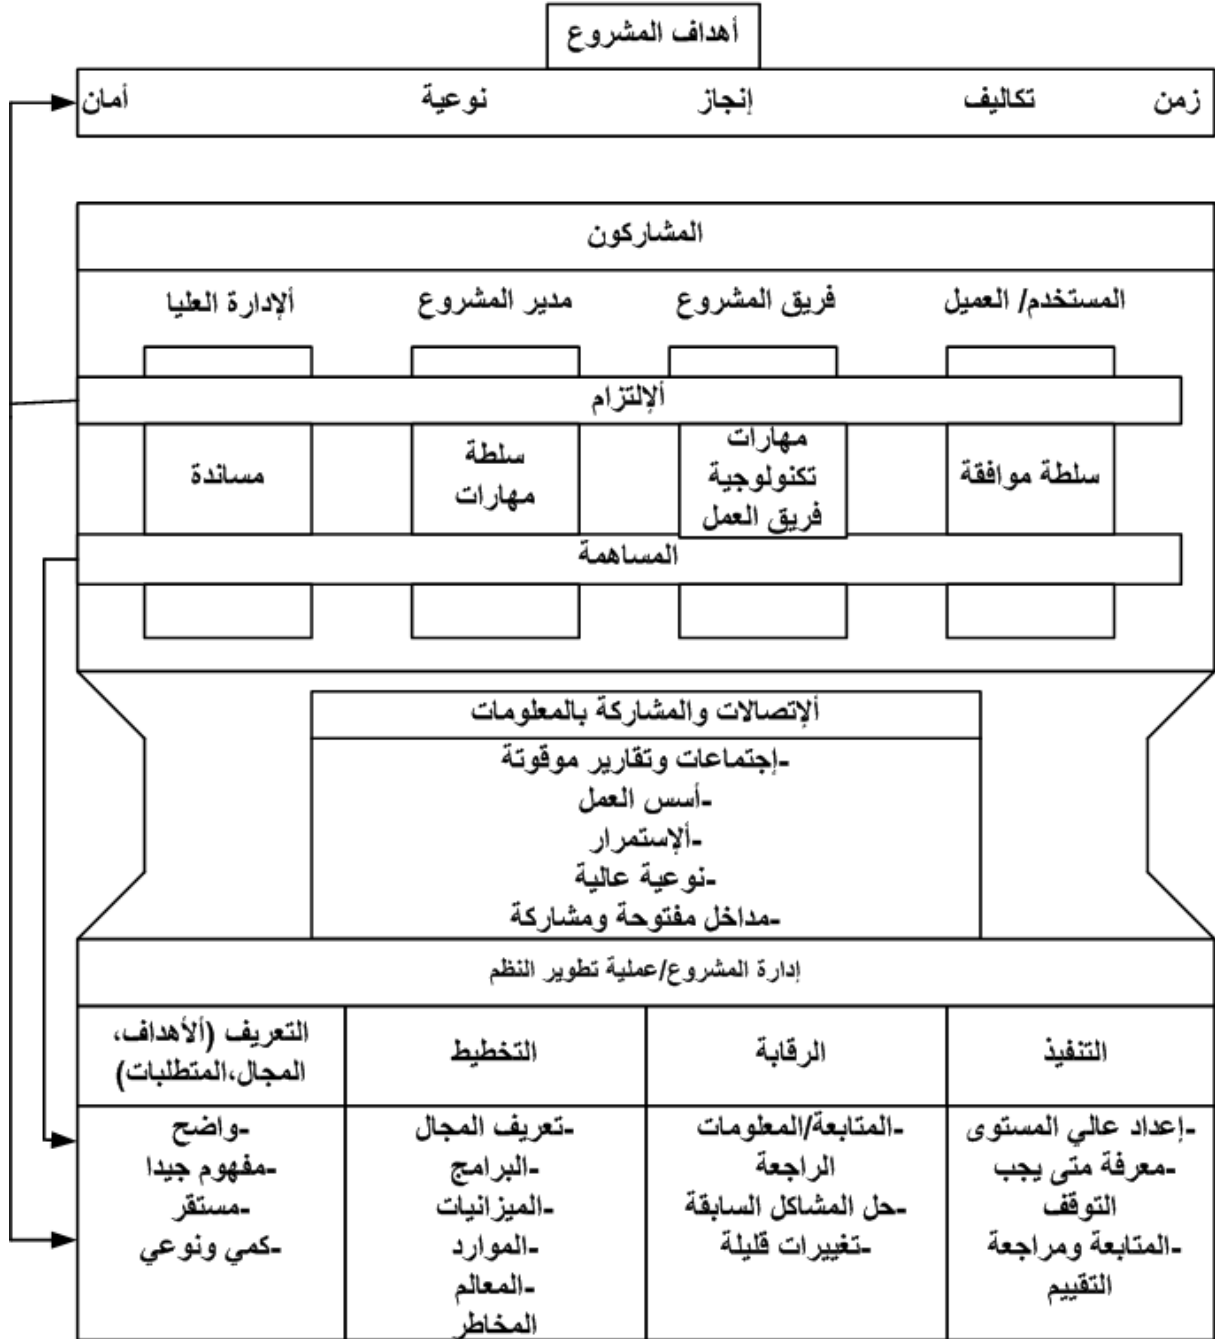 أهداف المشروع
زمن تكاليف إنجاز نوعية أمان
المشاركون
المستخدم/ العميل فريق المشروع مدير المشروع ألإدارة العليا
ألإلتزام
سلطة موافقة
مهارات
تكنولوجية
فريق العمل
سلطة
مهارات
مساندة
المساهمة
ألإتصالات والمشاركة بالمعلومات
-إجتماعات وتقارير موقوتة
-أسس العمل
-ألإستمرار
-نوعية عالية
-مداخل مفتوحة ومشاركة
إدارة المشروع/عملية تطوير النظم
التنفيذ
-إعداد عالي المستوى
-معرفة متى يجب
التوقف
-المتابعة ومراجعة
التقييم
الرقابة
-المتابعة/المعلومات
الراجعة
-حل المشاكل السابقة
-تغييرات قليلة
التخطيط
-تعريف المجال
-البرامج
-الميزانيات
-الموارد
-المعالم
المخاطر
التعريف (ألأهداف،
المجال،المتطلبات)
-واضح
-مفهوم جيدا
-مستقر
-كمي ونوعي